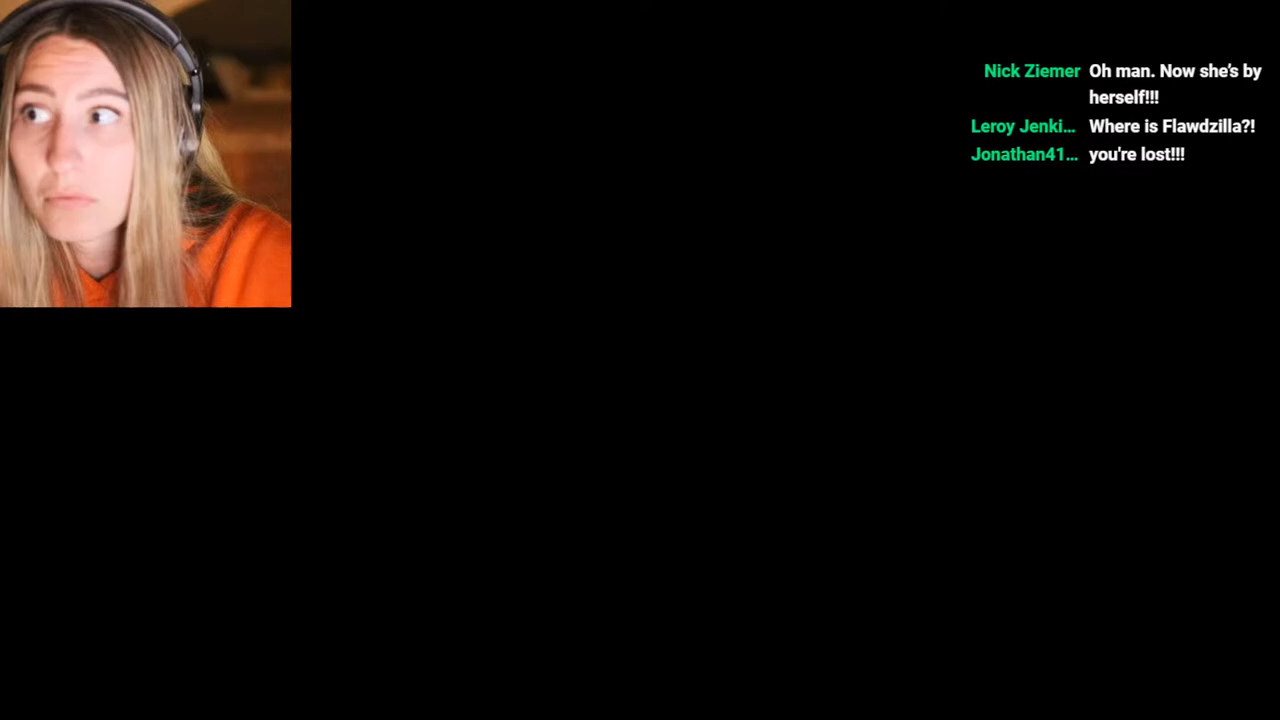 Nick Ziemer Oh man. Now she’s by
herself!!!
Leroy Jenki... Where is Flawdzilla?!
Jonathan41... you're lost!!!